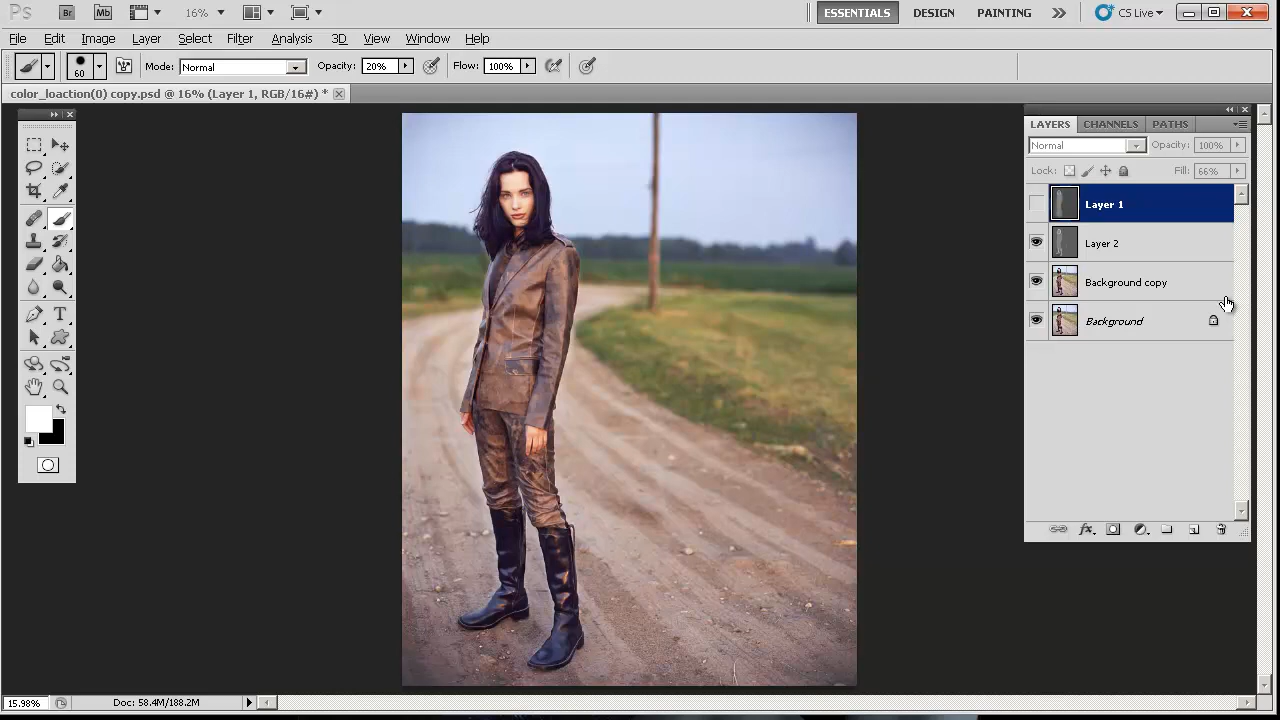 Ps Br Mb 16% ESSENTIALS DESIGN PAINTING CS Live
File Edit Image Layer Select Filter Analysis 3D View Window Help
60 Mode: Normal Opacity: 20% Flow: 100%
color_loaction(0) copy.psd @ 16% (Layer 1, RGB/16#) *
LAYERS CHANNELS PATHS
Normal Opacity: 100%
Lock: Fill: 66%
Layer 1
Layer 2
Background copy
Background
T
fx
15.98% Doc: 58.4M/188.2M